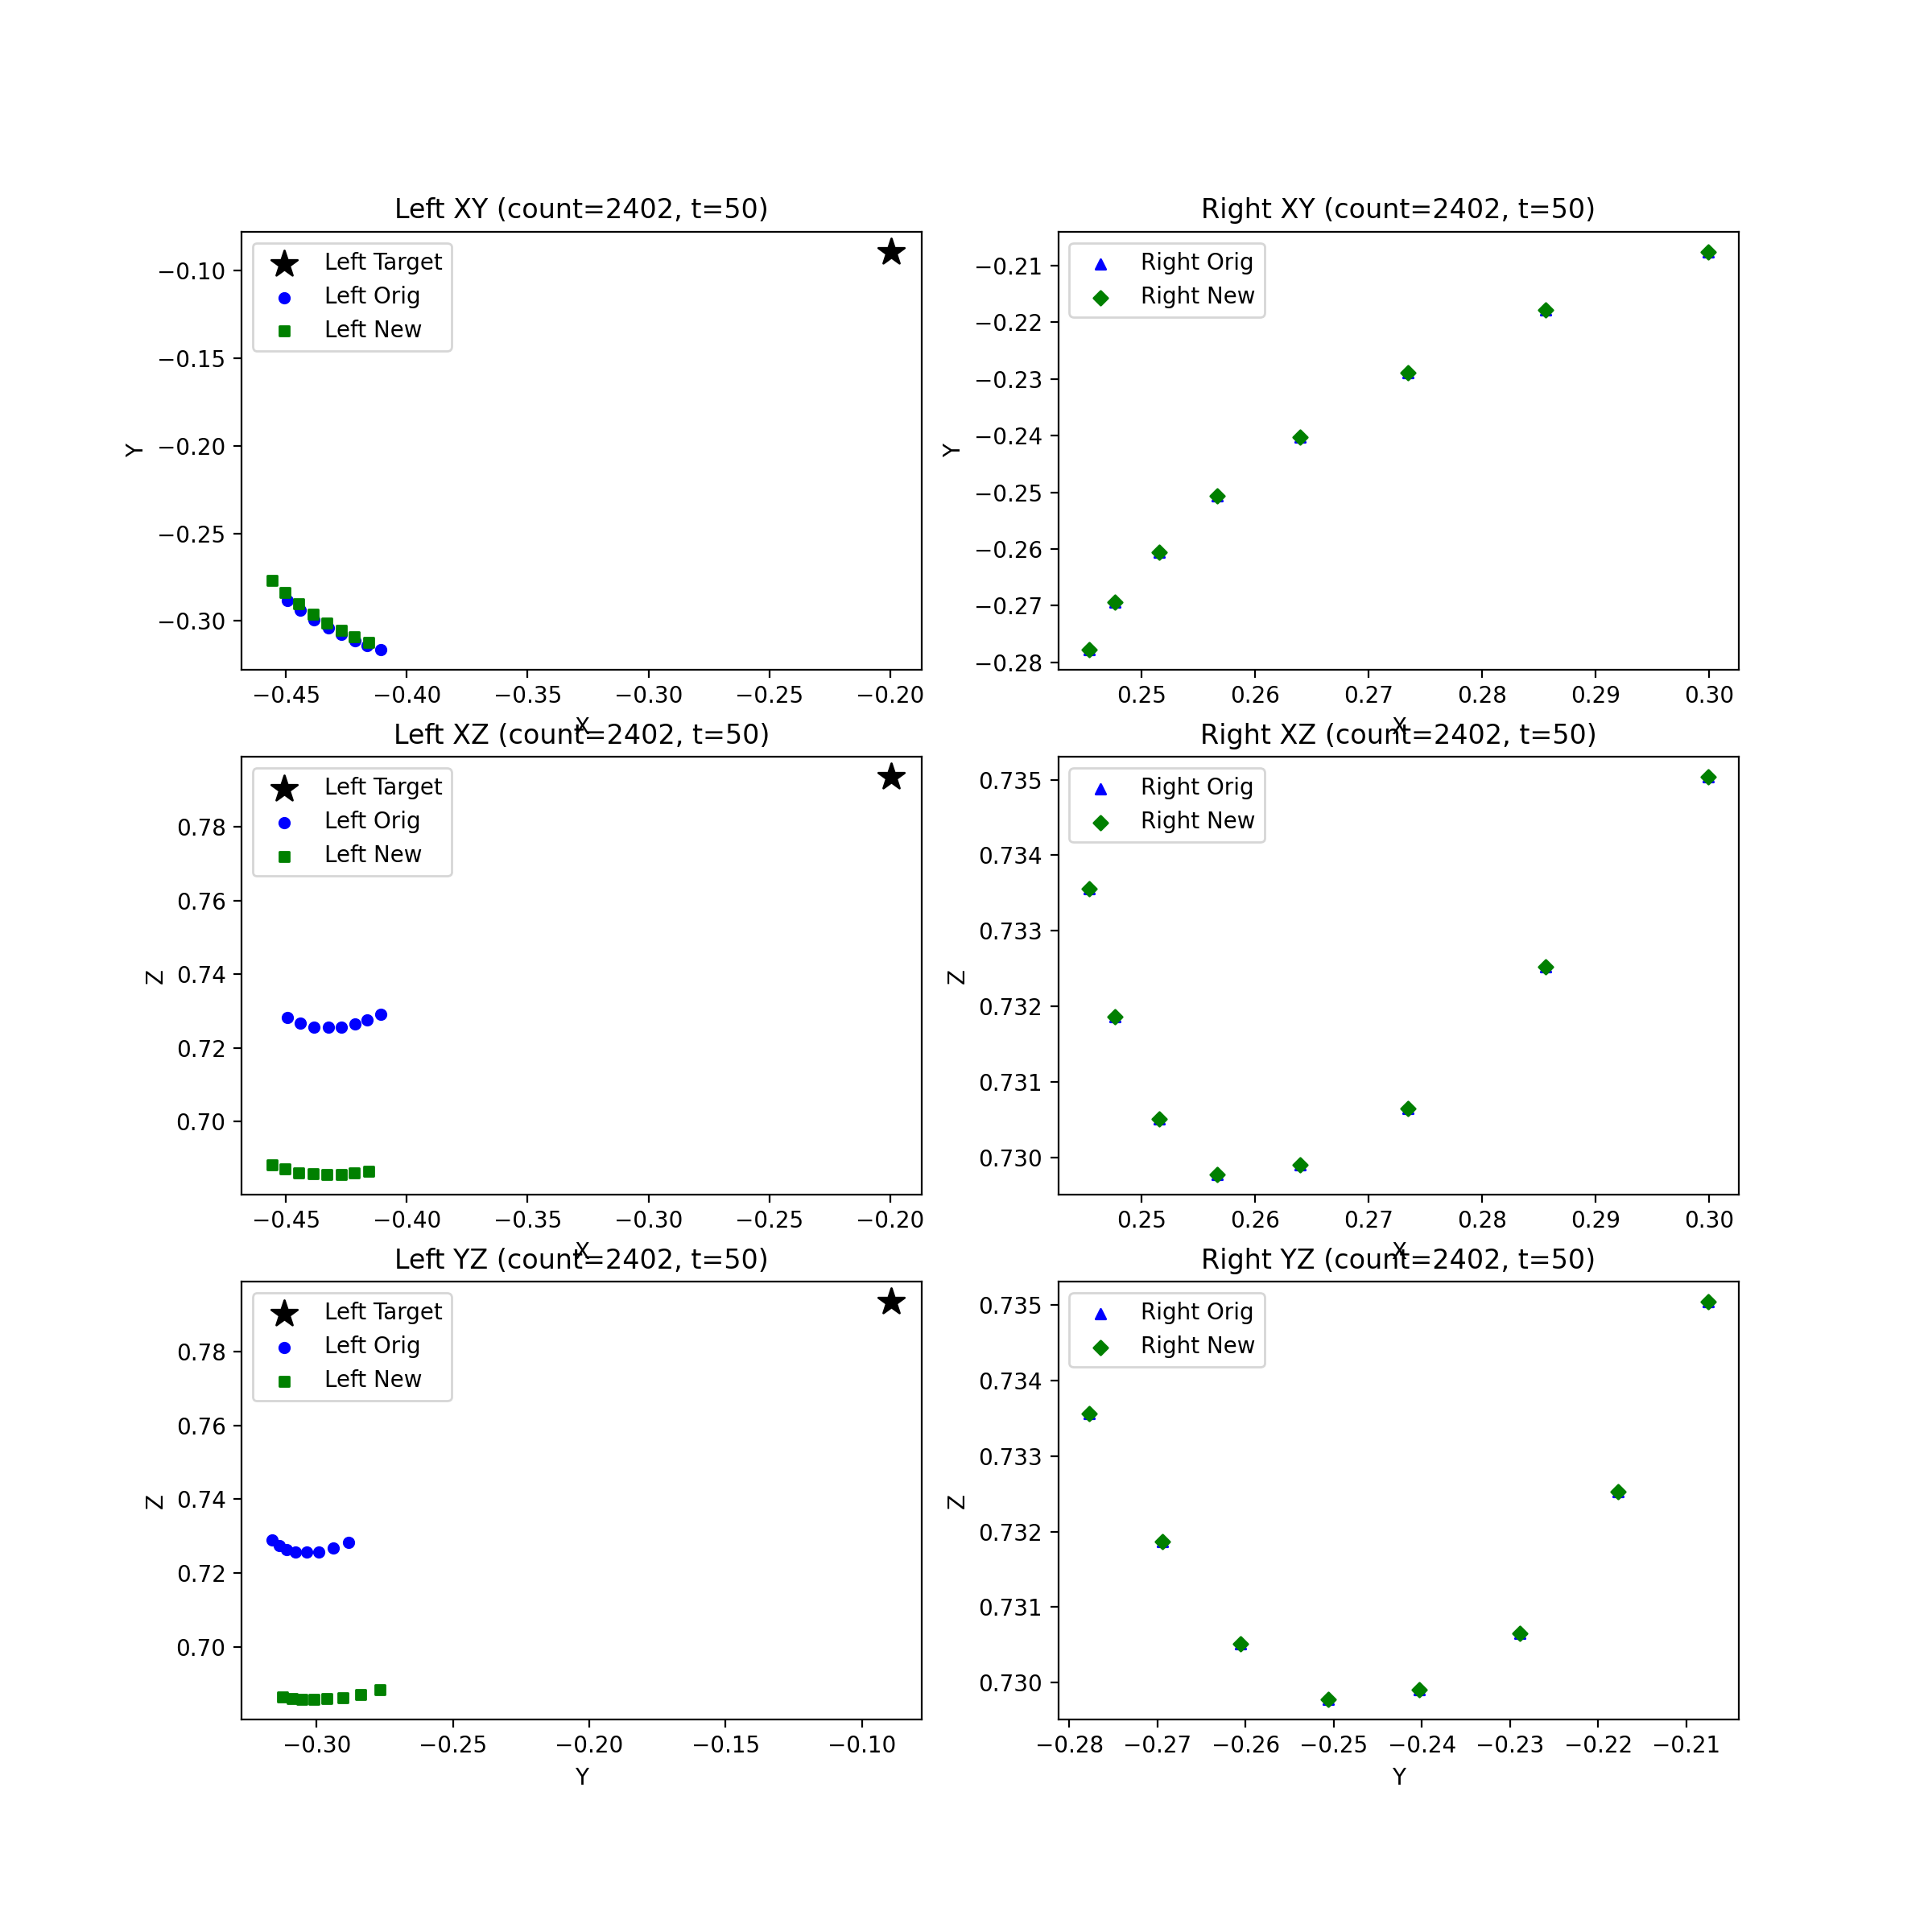 Left XY (count=2402, t=50)
Left Target
Left Orig
Left New
Y
−0.10
−0.15
−0.20
−0.25
−0.30
−0.45 −0.40 −0.35 −0.30 −0.25 −0.20
X
Right XY (count=2402, t=50)
Right Orig
Right New
Y
−0.21
−0.22
−0.23
−0.24
−0.25
−0.26
−0.27
−0.28
0.25 0.26 0.27 0.28 0.29 0.30
X
Left XZ (count=2402, t=50)
Left Target
Left Orig
Left New
Z
0.78
0.76
0.74
0.72
0.70
−0.45 −0.40 −0.35 −0.30 −0.25 −0.20
X
Right XZ (count=2402, t=50)
Right Orig
Right New
Z
0.735
0.734
0.733
0.732
0.731
0.730
0.25 0.26 0.27 0.28 0.29 0.30
X
Left YZ (count=2402, t=50)
Left Target
Left Orig
Left New
Z
0.78
0.76
0.74
0.72
0.70
−0.30 −0.25 −0.20 −0.15 −0.10
Y
Right YZ (count=2402, t=50)
Right Orig
Right New
Z
0.735
0.734
0.733
0.732
0.731
0.730
−0.28 −0.27 −0.26 −0.25 −0.24 −0.23 −0.22 −0.21
Y